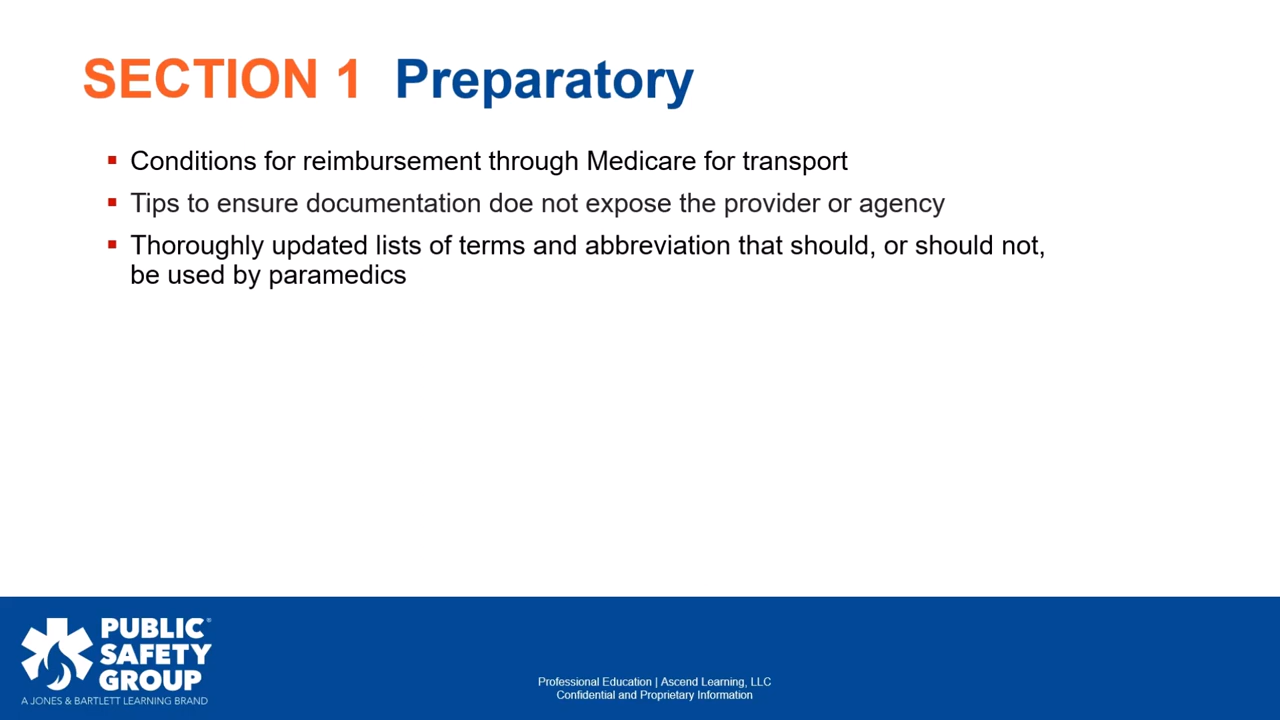 SECTION 1 Preparatory
Conditions for reimbursement through Medicare for transport
Tips to ensure documentation doe not expose the provider or agency
Thoroughly updated lists of terms and abbreviation that should, or should not,
be used by paramedics
PUBLIC
SAFETY
GROUP®
A JONES & BARTLETT LEARNING BRAND
Professional Education | Ascend Learning, LLC
Confidential and Proprietary Information